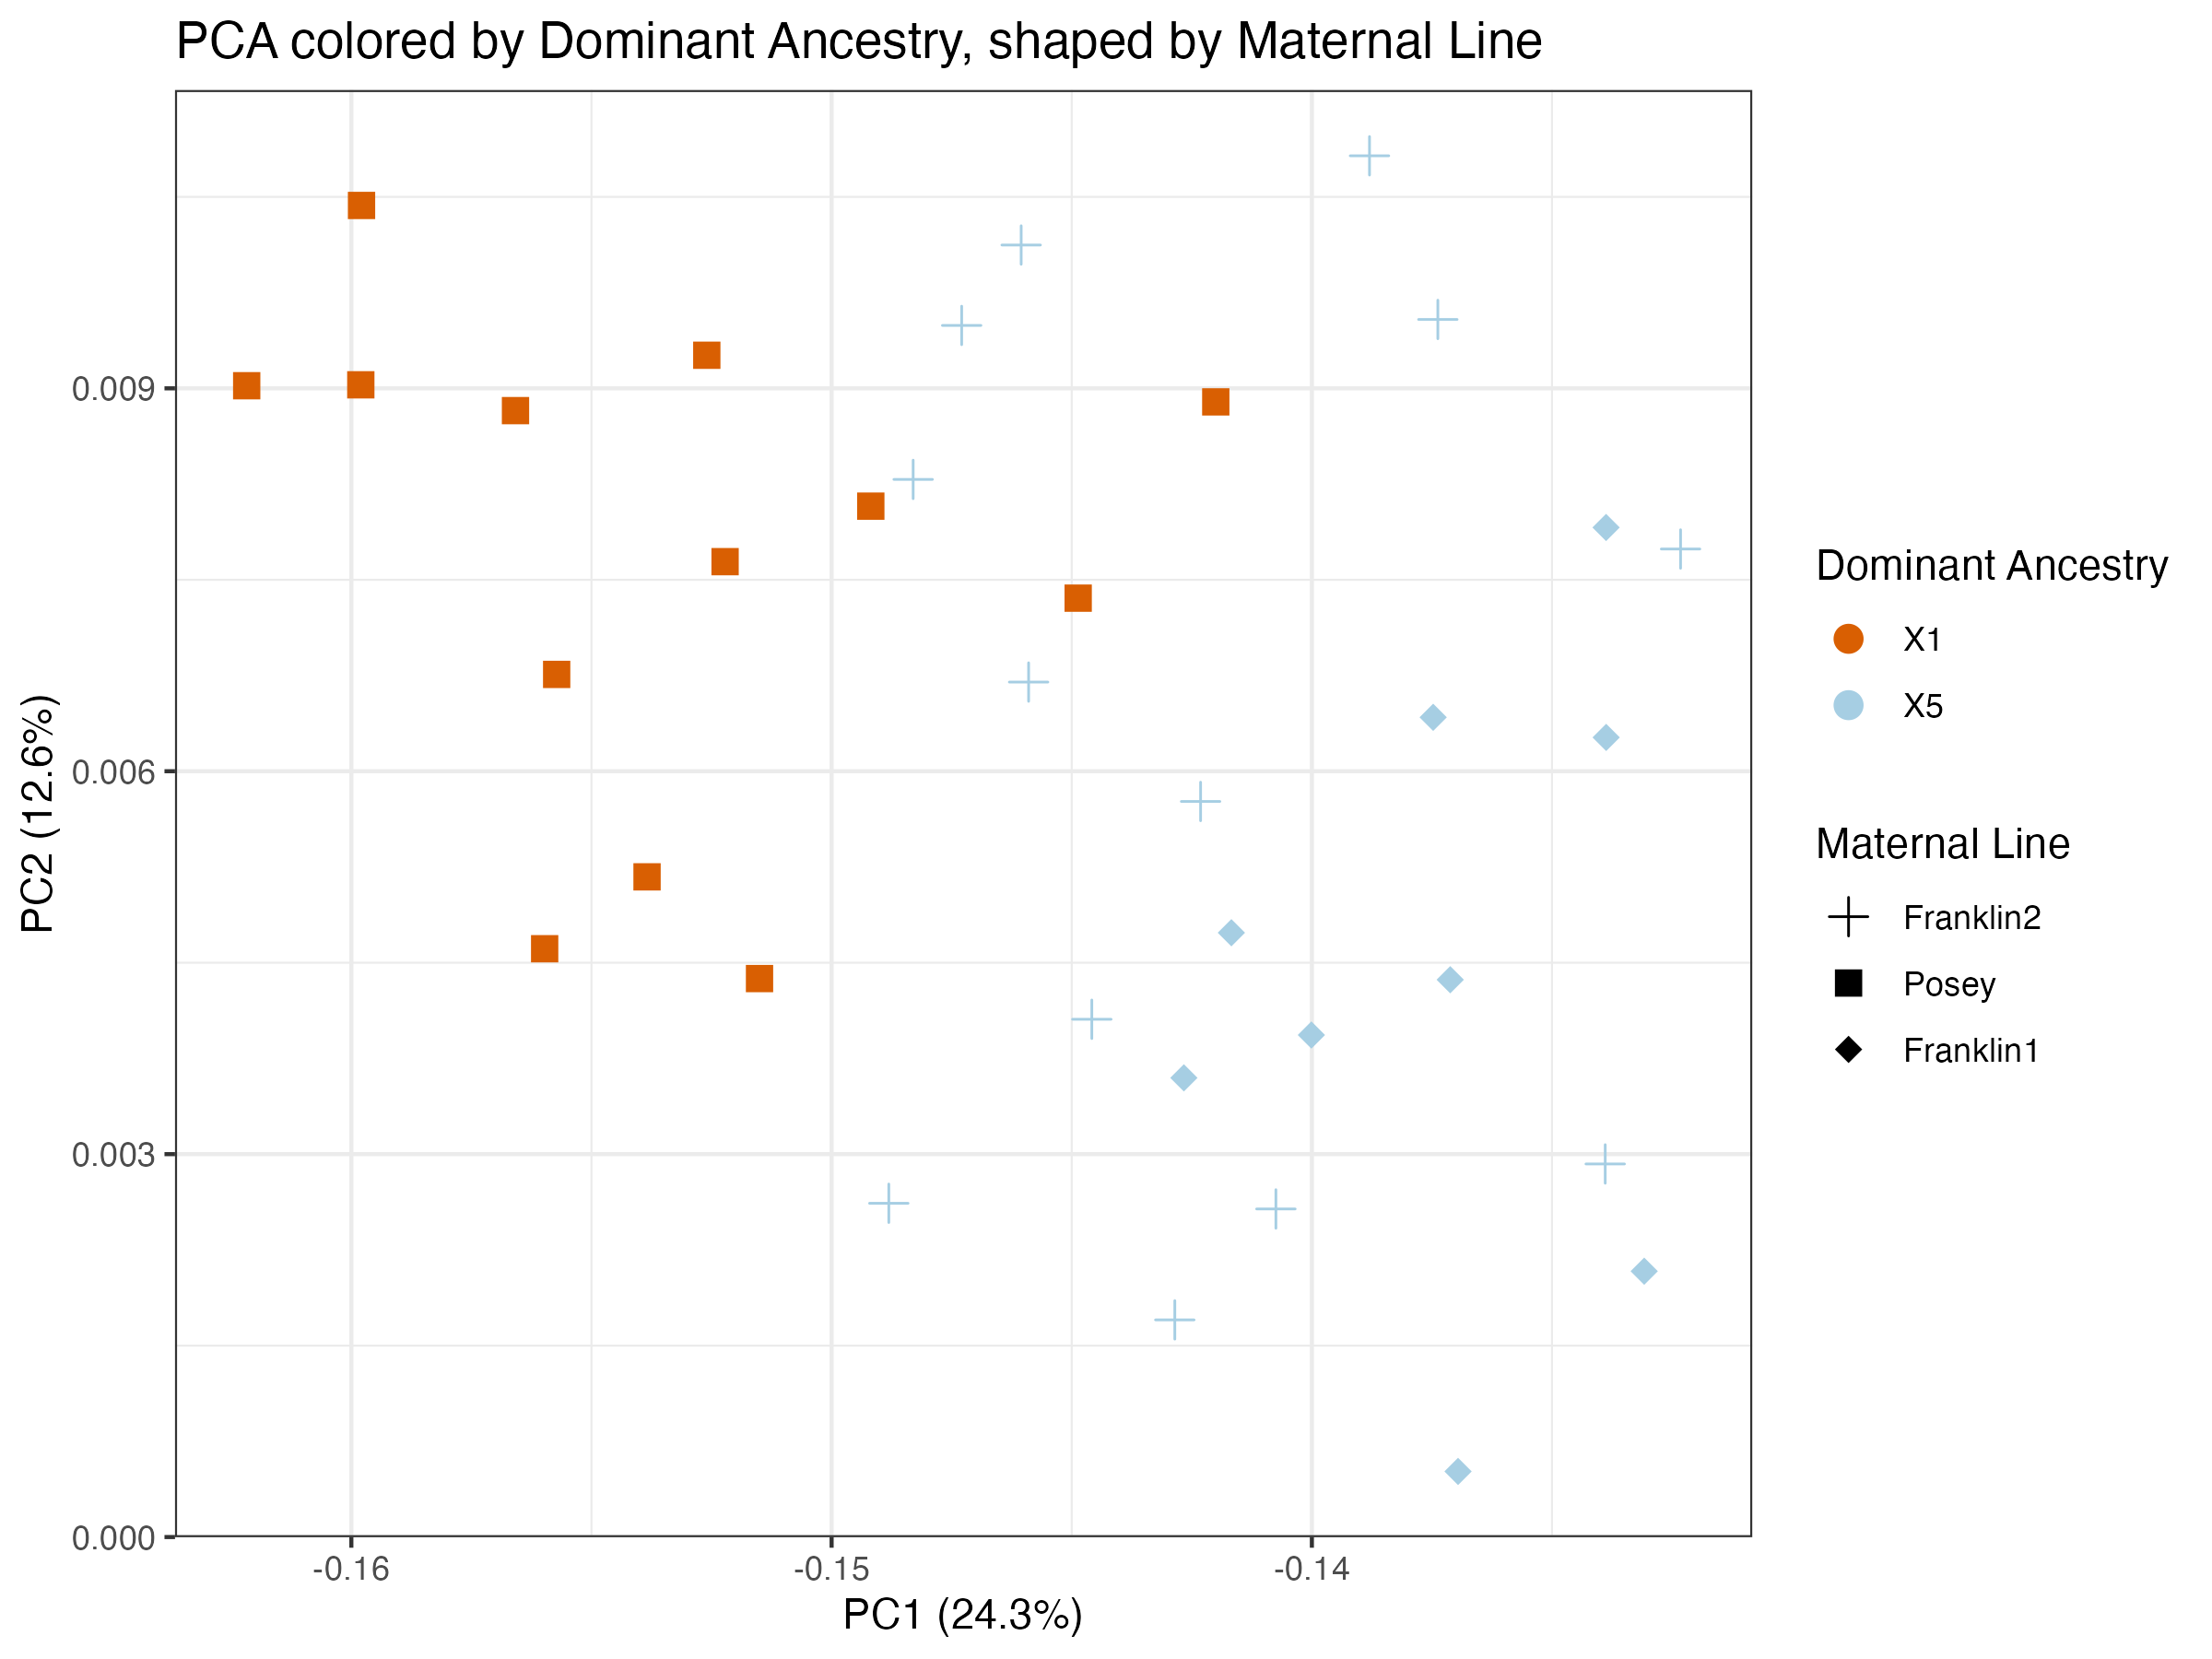 PCA colored by Dominant Ancestry, shaped by Maternal Line
0.009
0.006
0.003
0.000
PC2 (12.6%)
-0.16
-0.15
-0.14
PC1 (24.3%)
Dominant Ancestry
X1
X5
Maternal Line
Franklin2
Posey
Franklin1